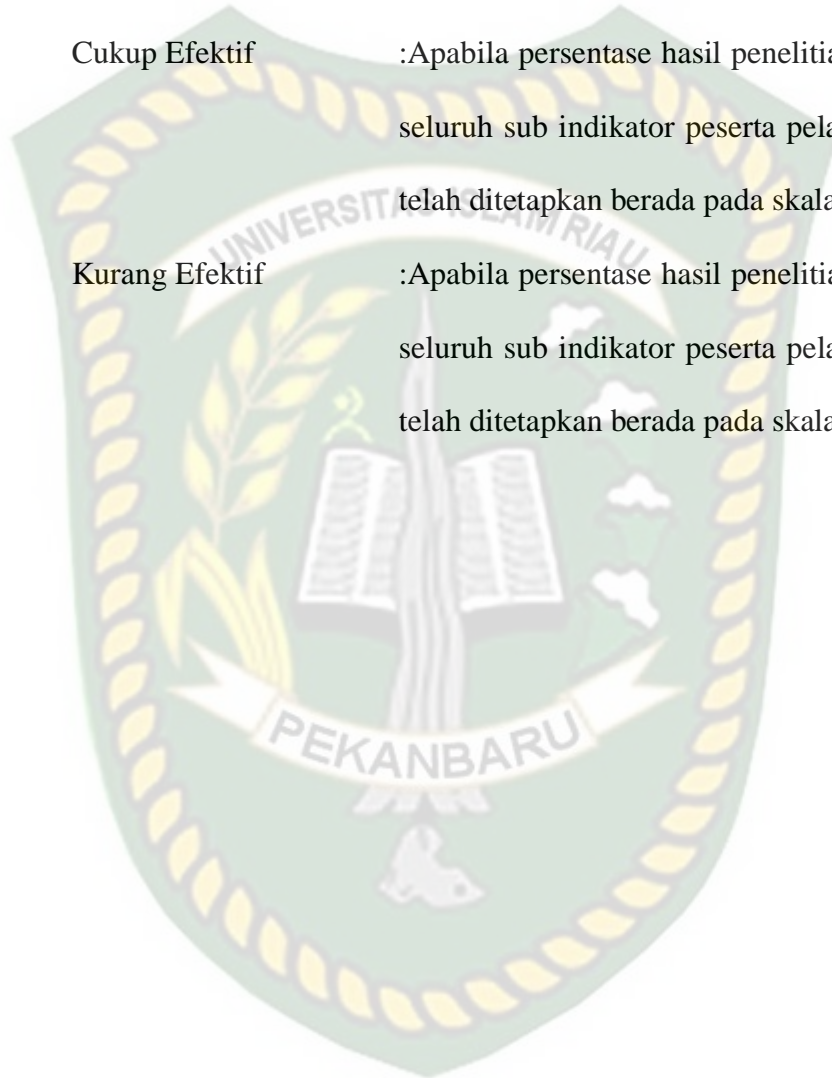 Cukup Efektif :Apabila persentase hasil penelitia
seluruh sub indikator peserta pela
telah ditetapkan berada pada skala
UNIVERSITAS ISLAM RIAU
Kurang Efektif :Apabila persentase hasil penelitia
seluruh sub indikator peserta pela
telah ditetapkan berada pada skala
PEKANBARU